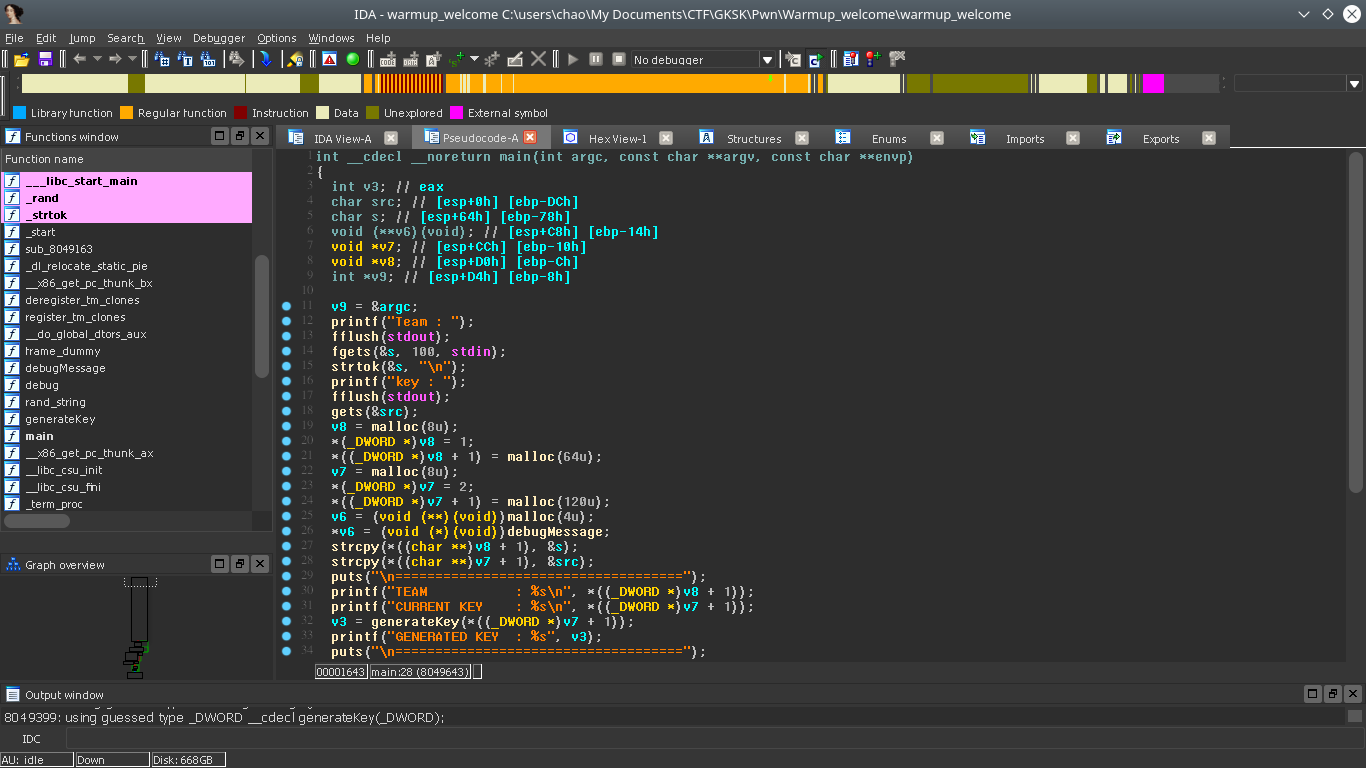 IDA - warmup_welcome C:\users\chao\My Documents\CTF\GKSK\Pwn\Warmup_welcome\warmup_welcome
File Edit Jump Search View Debugger Options Windows Help
No debugger
Library function Regular function Instruction Data Unexplored External symbol
Functions window
Function name
f ___libc_start_main
f _rand
f _strtok
f _start
f sub_8049163
f _dl_relocate_static_pie
f __x86_get_pc_thunk_bx
f deregister_tm_clones
f register_tm_clones
f __do_global_dtors_aux
f frame_dummy
f debugMessage
f debug
f rand_string
f generateKey
f main
f __x86_get_pc_thunk_ax
f __libc_csu_init
f __libc_csu_fini
f _term_proc
Graph overview
IDA View-A Pseudocode-A Hex View-1 Structures Enums Imports Exports
1 int __cdecl __noreturn main(int argc, const char **argv, const char **envp)
2 {
3 int v3; // eax
4 char src; // [esp+0h] [ebp-DCh]
5 char s; // [esp+64h] [ebp-78h]
6 void (**v6)(void); // [esp+C8h] [ebp-14h]
7 void *v7; // [esp+CCh] [ebp-10h]
8 void *v8; // [esp+D0h] [ebp-Ch]
9 int *v9; // [esp+D4h] [ebp-8h]
10
11 v9 = &argc;
12 printf("Team : ");
13 fflush(stdout);
14 fgets(&s, 100, stdin);
15 strtok(&s, "\n");
16 printf("key : ");
17 fflush(stdout);
18 gets(&src);
19 v8 = malloc(8u);
20 *(_DWORD *)v8 = 1;
21 *((_DWORD *)v8 + 1) = malloc(64u);
22 v7 = malloc(8u);
23 *(_DWORD *)v7 = 2;
24 *((_DWORD *)v7 + 1) = malloc(120u);
25 v6 = (void (**)(void))malloc(4u);
26 *v6 = (void (*)(void))debugMessage;
27 strcpy(*((char **)v8 + 1), &s);
28 strcpy(*((char **)v7 + 1), &src);
29 puts("\n=====================================");
30 printf("TEAM           : %s\n", *((_DWORD *)v8 + 1));
31 printf("CURRENT KEY    : %s\n", *((_DWORD *)v7 + 1));
32 v3 = generateKey(*((_DWORD *)v7 + 1));
33 printf("GENERATED KEY  : %s", v3);
34 puts("\n=====================================");
00001643 main:28 (8049643)
Output window
8049399: using guessed type _DWORD __cdecl generateKey(_DWORD);
IDC
AU: idle Down Disk: 668GB